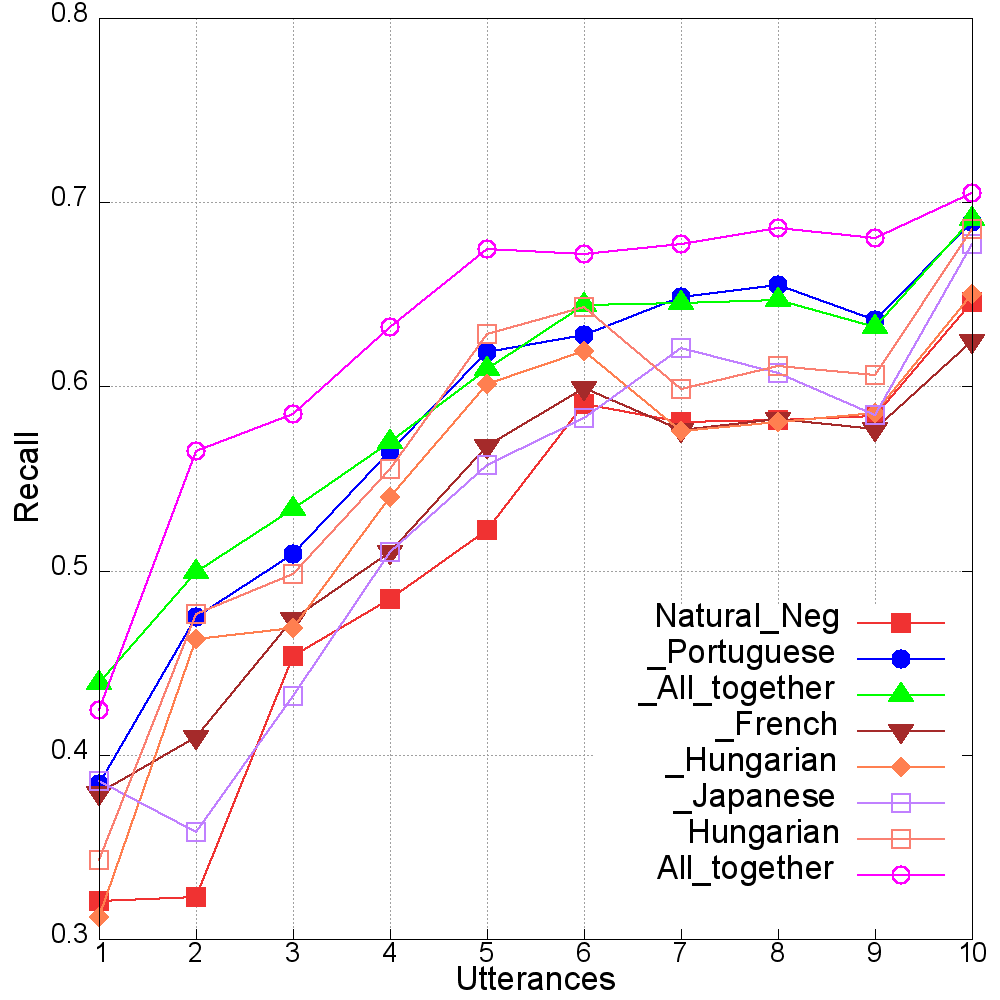 0.8
0.7
0.6
0.5
0.4
0.3
Recall
Natural_Neg
_Portuguese
_All_together
_French
_Hungarian
_Japanese
Hungarian
All_together
1 2 3 4 5 6 7 8 9 10
Utterances